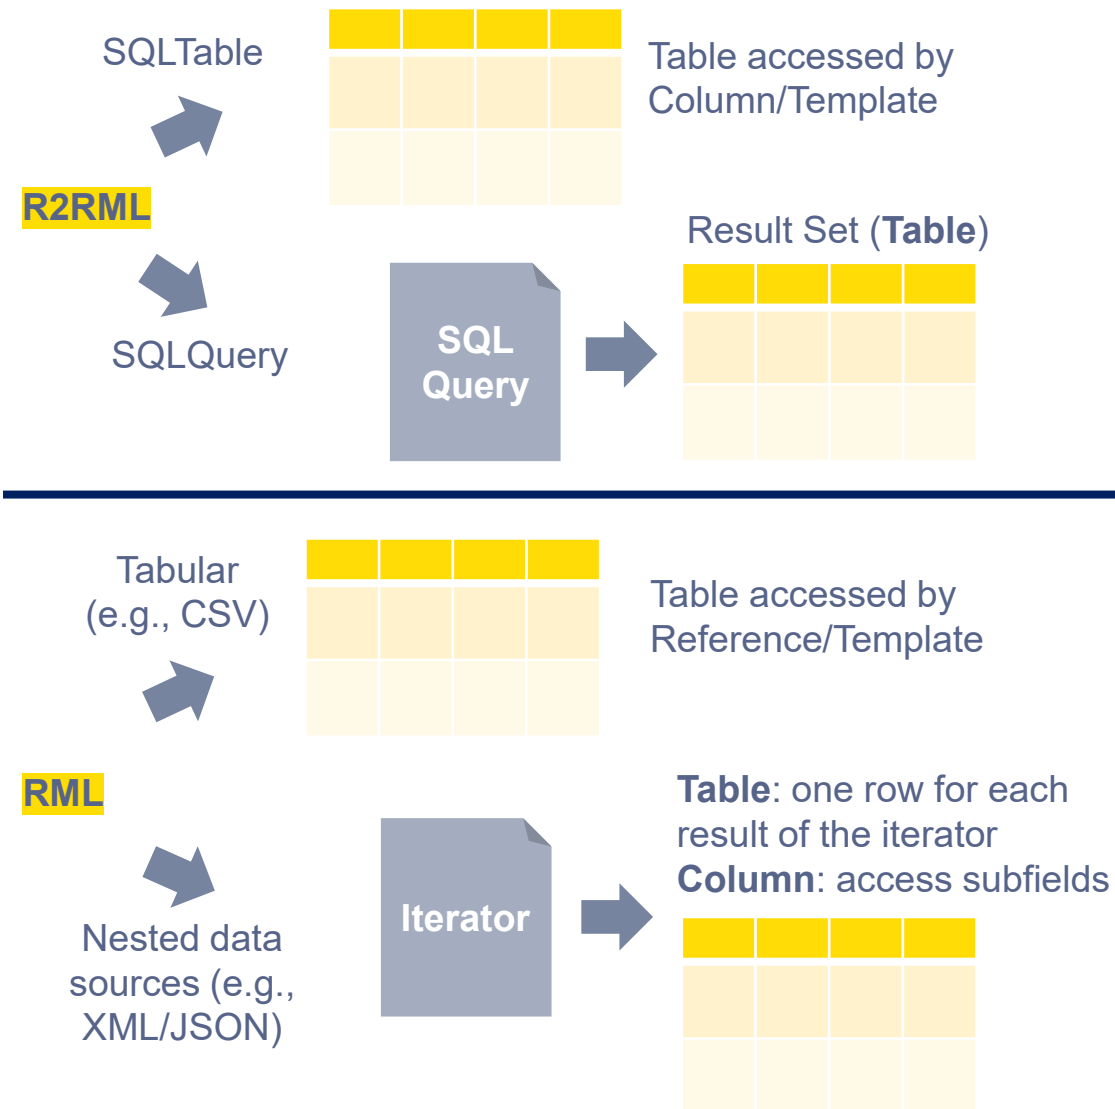 SQLTable
Table accessed by
Column/Template
R2RML
Result Set (Table)
SQLQuery
SQL
Query
Tabular
(e.g., CSV)
Table accessed by
Reference/Template
RML
Table: one row for each
result of the iterator
Column: access subfields
Iterator
Nested data
sources (e.g.,
XML/JSON)